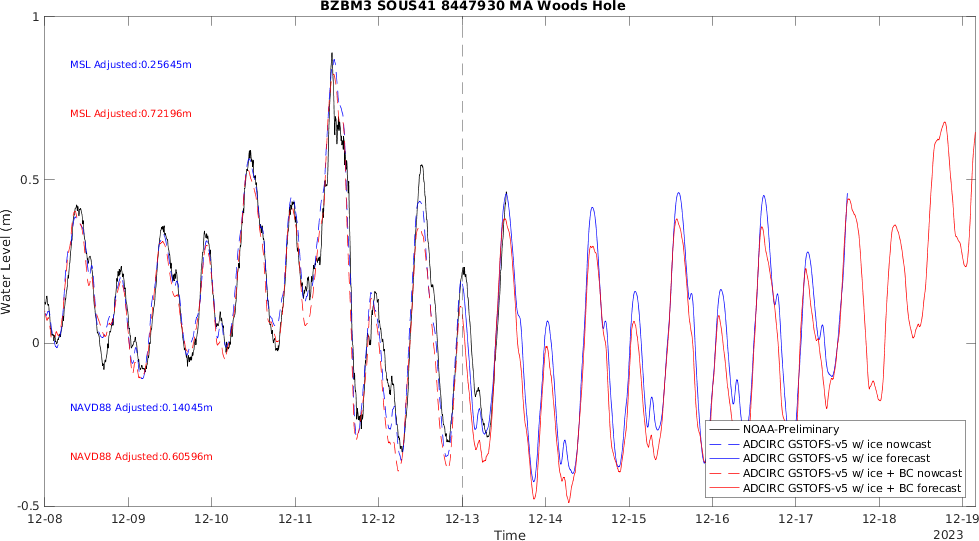 BZBM3 SOUS41 8447930 MA Woods Hole
1
MSL Adjusted:0.25645m
MSL Adjusted:0.72196m
0.5
Water Level (m)
0
NAVD88 Adjusted:0.14045m
NAVD88 Adjusted:0.60596m
NOAA-Preliminary
ADCIRC GSTOFS-v5 w/ ice nowcast
ADCIRC GSTOFS-v5 w/ ice forecast
ADCIRC GSTOFS-v5 w/ ice + BC nowcast
ADCIRC GSTOFS-v5 w/ ice + BC forecast
-0.5
12-08 12-09 12-10 12-11 12-12 12-13 12-14 12-15 12-16 12-17 12-18 12-19
Time 2023